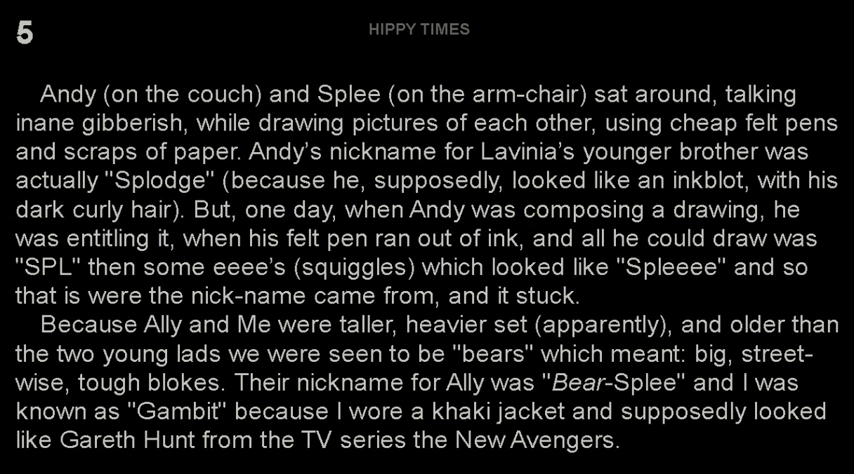 5
HIPPY TIMES
Andy (on the couch) and Splee (on the arm-chair) sat around, talking
inane gibberish, while drawing pictures of each other, using cheap felt pens
and scraps of paper. Andy’s nickname for Lavinia’s younger brother was
actually "Splodge" (because he, supposedly, looked like an inkblot, with his
dark curly hair). But, one day, when Andy was composing a drawing, he
was entitling it, when his felt pen ran out of ink, and all he could draw was
"SPL" then some eeee’s (squiggles) which looked like "Spleeee" and so
that is were the nick-name came from, and it stuck.
Because Ally and Me were taller, heavier set (apparently), and older than
the two young lads we were seen to be "bears" which meant: big, street-
wise, tough blokes. Their nickname for Ally was "Bear-Splee" and I was
known as "Gambit" because I wore a khaki jacket and supposedly looked
like Gareth Hunt from the TV series the New Avengers.